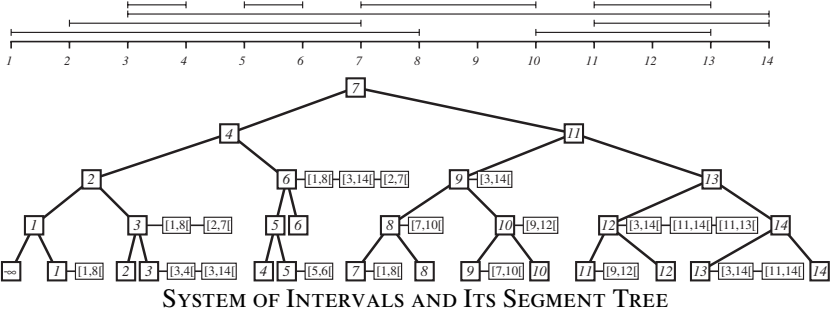 1 2 3 4 5 6 7 8 9 10 11 12 13 14
7
4 11
2 6 [1,8[ [3,14[ [2,7[ 9 [3,14[ 13
1 3 [1,8[ [2,7[ 5 6 8 [7,10[ 10 [9,12[ 12 [3,14[ [11,14[ [11,13[ 14
-∞ 1 [1,8[ 2 3 [3,4[ [3,14[ 4 5 [5,6[ 7 [1,8[ 8 9 [7,10[ 10 11 [9,12[ 12 13 [3,14[ [11,14[ 14
SYSTEM OF INTERVALS AND ITS SEGMENT TREE